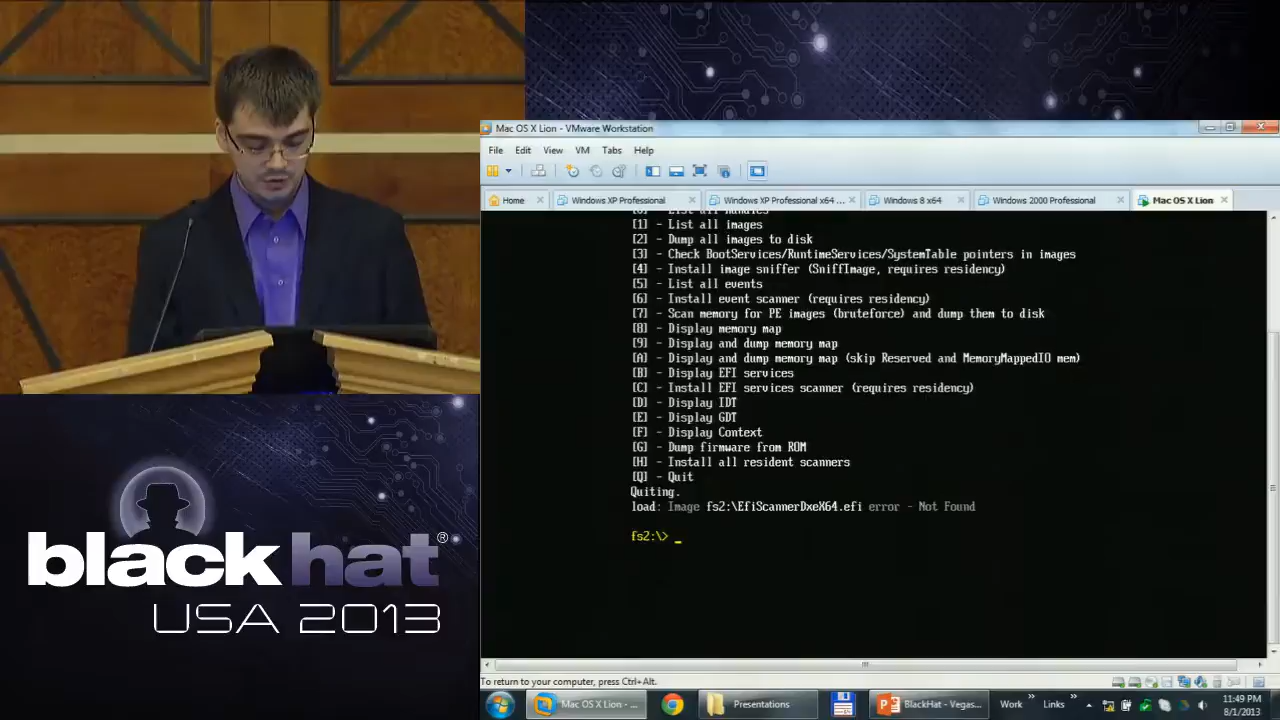 Mac OS X Lion - VMware Workstation
File Edit View VM Tabs Help
Home Windows XP Professional Windows XP Professional x64 ... Windows 8 x64 Windows 2000 Professional Mac OS X Lion
[0] - List all handles
[1] - List all images
[2] - Dump all images to disk
[3] - Check BootServices/RuntimeServices/SystemTable pointers in images
[4] - Install image sniffer (SniffImage, requires residency)
[5] - List all events
[6] - Install event scanner (requires residency)
[7] - Scan memory for PE images (bruteforce) and dump them to disk
[8] - Display memory map
[9] - Display and dump memory map
[A] - Display and dump memory map (skip Reserved and MemoryMappedIO mem)
[B] - Display EFI services
[C] - Install EFI services scanner (requires residency)
[D] - Display IDT
[E] - Display GDT
[F] - Display Context
[G] - Dump firmware from ROM
[H] - Install all resident scanners
[Q] - Quit
Quiting.
load: Image fs2:\EfiScannerDxeX64.efi error - Not Found
fs2:\> _
To return to your computer, press Ctrl+Alt.
Mac OS X Lion - ... Presentations BlackHat - Vegas... Work » Links »
11:49 PM
8/1/2013
black hat®
USA 2013